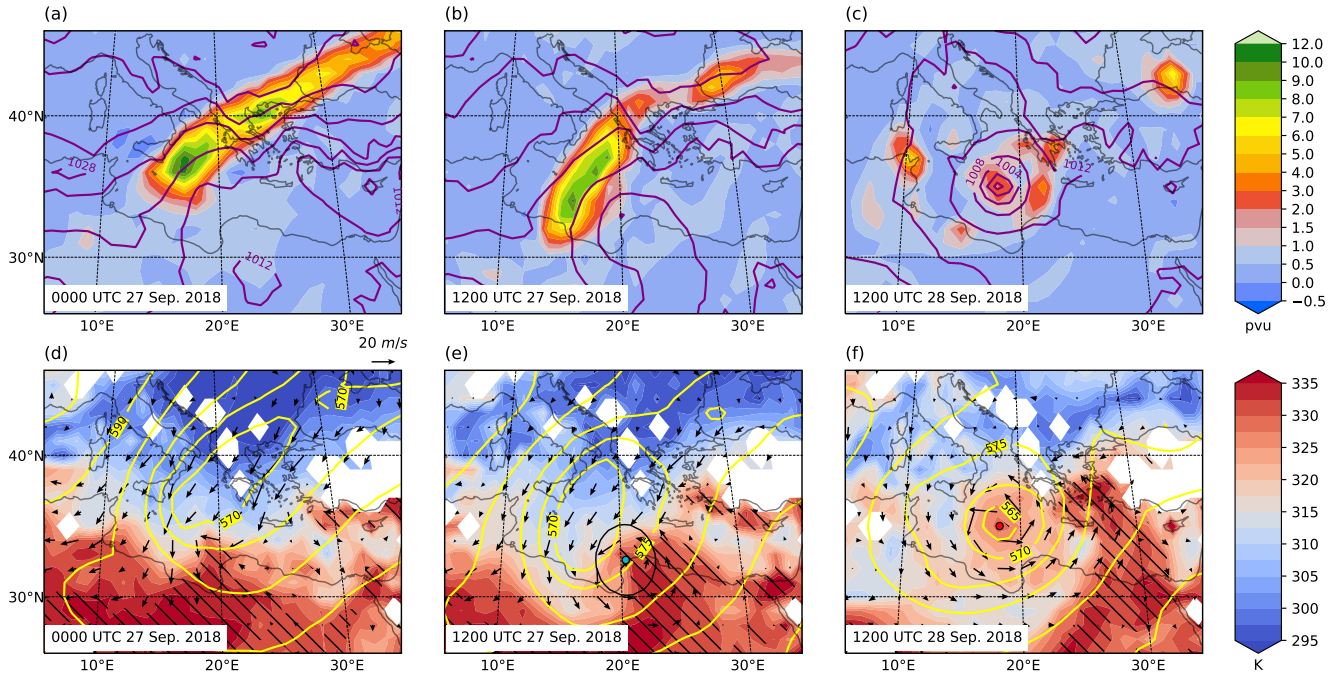 (a)
(b)
(c)
40°N
30°N
1028
1012
1012
1008
1004
1012
0000 UTC 27 Sep. 2018
1200 UTC 27 Sep. 2018
1200 UTC 28 Sep. 2018
10°E 20°E 30°E
10°E 20°E 30°E
10°E 20°E 30°E
12.0
10.0
9.0
8.0
7.0
6.0
5.0
4.0
3.0
2.0
1.0
1.0
0.5
0.0
−0.5
pvu
20 m/s
(d)
(e)
(f)
40°N
30°N
590
570
570
570
575
575
565
570
0000 UTC 27 Sep. 2018
1200 UTC 27 Sep. 2018
1200 UTC 28 Sep. 2018
10°E 20°E 30°E
10°E 20°E 30°E
10°E 20°E 30°E
335
330
325
320
315
310
305
300
295
K